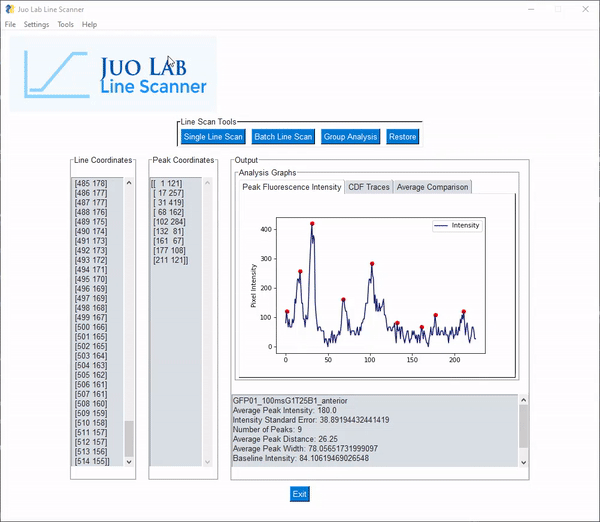 Juo Lab Line Scanner
File Settings Tools Help
Juo Lab
Line Scanner
Line Scan Tools
Single Line Scan Batch Line Scan Group Analysis Restore
Line Coordinates
[485 178]
[486 177]
[487 177]
[488 176]
[489 175]
[490 174]
[491 173]
[492 173]
[493 172]
[494 171]
[495 170]
[496 169]
[497 169]
[498 168]
[499 167]
[500 166]
[501 165]
[502 165]
[503 164]
[504 163]
[505 162]
[506 161]
[507 161]
[508 160]
[509 159]
[510 158]
[511 157]
[512 157]
[513 156]
[514 155]]
Peak Coordinates
[[ 1 121]
[ 17 257]
[ 31 419]
[ 68 162]
[102 284]
[132 81]
[161 67]
[177 108]
[211 121]]
Output
Analysis Graphs
Peak Fluorescence Intensity CDF Traces Average Comparison
Intensity
Pixel Intensity
400
300
200
100
0
0 50 100 150 200
GFP01_100msG1T25B1_anterior
Average Peak Intensity: 180.0
Intensity Standard Error: 38.89194432441419
Number of Peaks: 9
Average Peak Distance: 26.25
Average Peak Width: 78.05651731999097
Baseline Intensity: 84.10619469026548
Exit